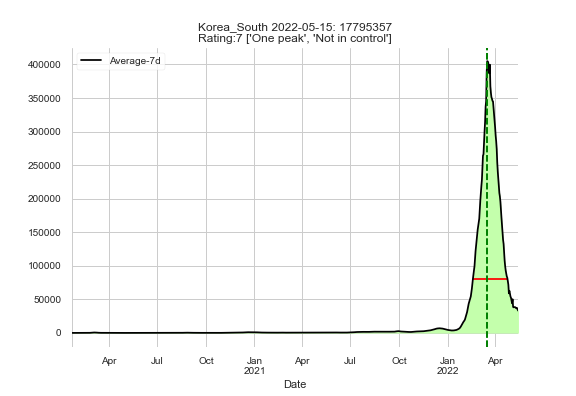 Korea_South 2022-05-15: 17795357
Rating:7 ['One peak', 'Not in control']
Average-7d
400000
350000
300000
250000
200000
150000
100000
50000
0
Apr Jul Oct Jan Apr Jul Oct Jan Apr
2021 2022
Date